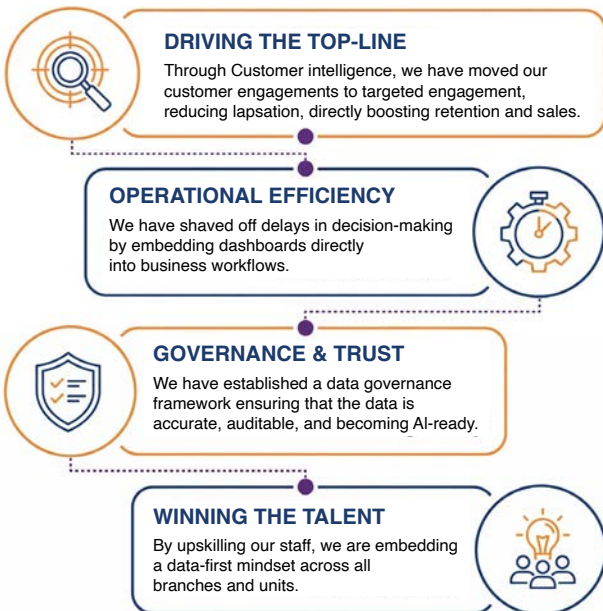 DRIVING THE TOP-LINE
Through Customer intelligence, we have moved our
customer engagements to targeted engagement,
reducing lapsation, directly boosting retention and sales.
OPERATIONAL EFFICIENCY
We have shaved off delays in decision-making
by embedding dashboards directly
into business workflows.
GOVERNANCE & TRUST
We have established a data governance
framework ensuring that the data is
accurate, auditable, and becoming AI-ready.
WINNING THE TALENT
By upskilling our staff, we are embedding
a data-first mindset across all
branches and units.